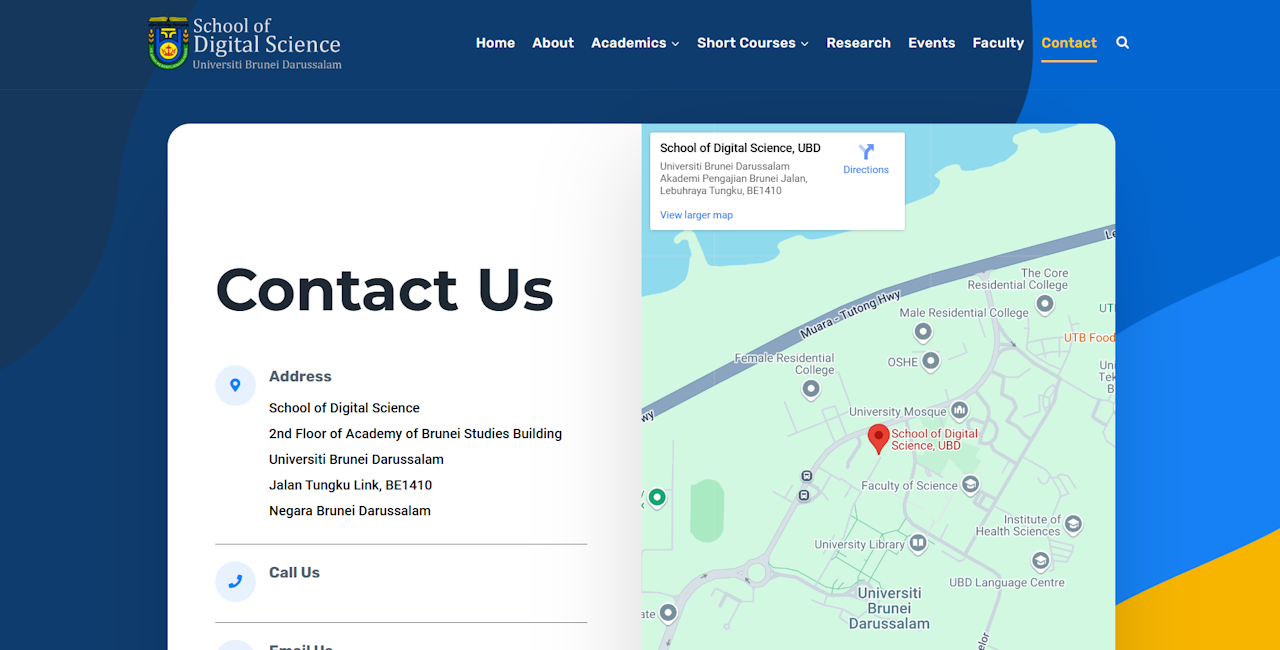 School of
Digital Science
Universiti Brunei Darussalam
Home About Academics Short Courses Research Events Faculty Contact
Contact Us
Address
School of Digital Science
2nd Floor of Academy of Brunei Studies Building
Universiti Brunei Darussalam
Jalan Tungku Link, BE1410
Negara Brunei Darussalam
Call Us
Email Us
School of Digital Science, UBD
Universiti Brunei Darussalam
Akademi Pengajian Brunei Jalan,
Lebuhraya Tungku, BE1410
Directions
View larger map
The Core
Residential College
Muara - Tutong Hwy
Male Residential College
UTB Food
Female Residential
College
OSHE
University Mosque
School of Digital
Science, UBD
Faculty of Science
Institute of
Health Sciences
University Library
UBD Language Centre
Universiti
Brunei
Darussalam